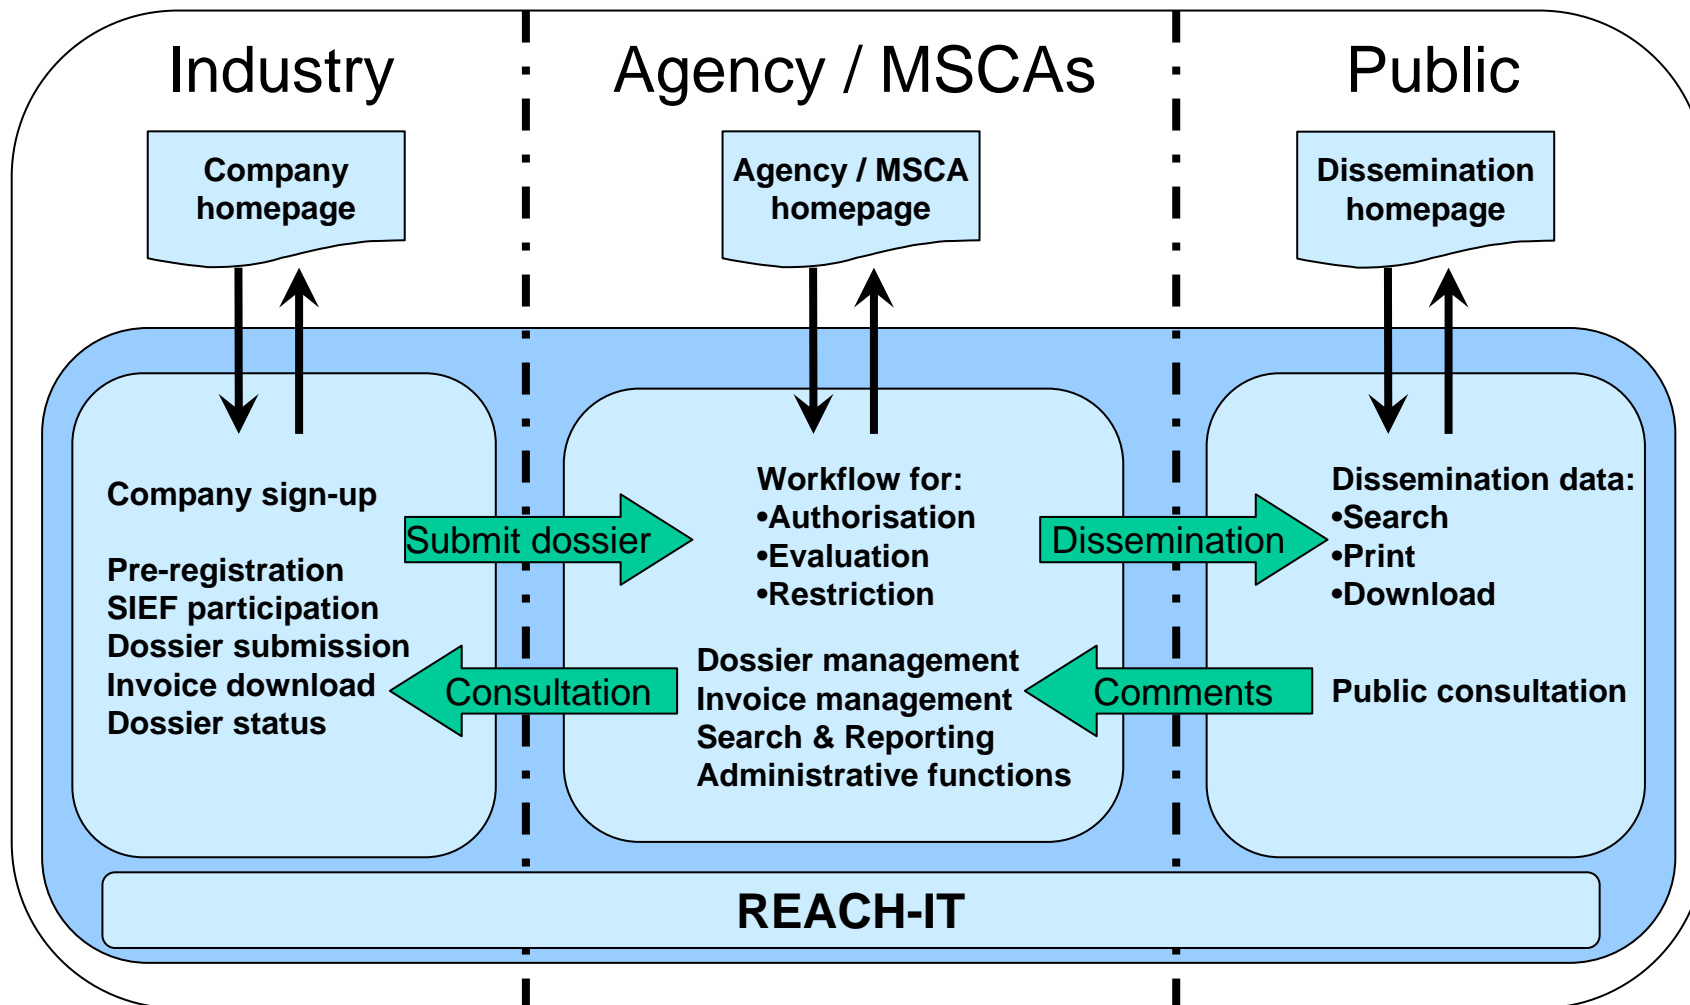 Industry
Agency / MSCAs
Public
Company
homepage
Agency / MSCA
homepage
Dissemination
homepage
Company sign-up
Pre-registration
SIEF participation
Dossier submission
Invoice download
Dossier status
Submit dossier
Consultation
Workflow for:
•Authorisation
•Evaluation
•Restriction
Dossier management
Invoice management
Search & Reporting
Administrative functions
Dissemination
Comments
Dissemination data:
•Search
•Print
•Download
Public consultation
REACH-IT